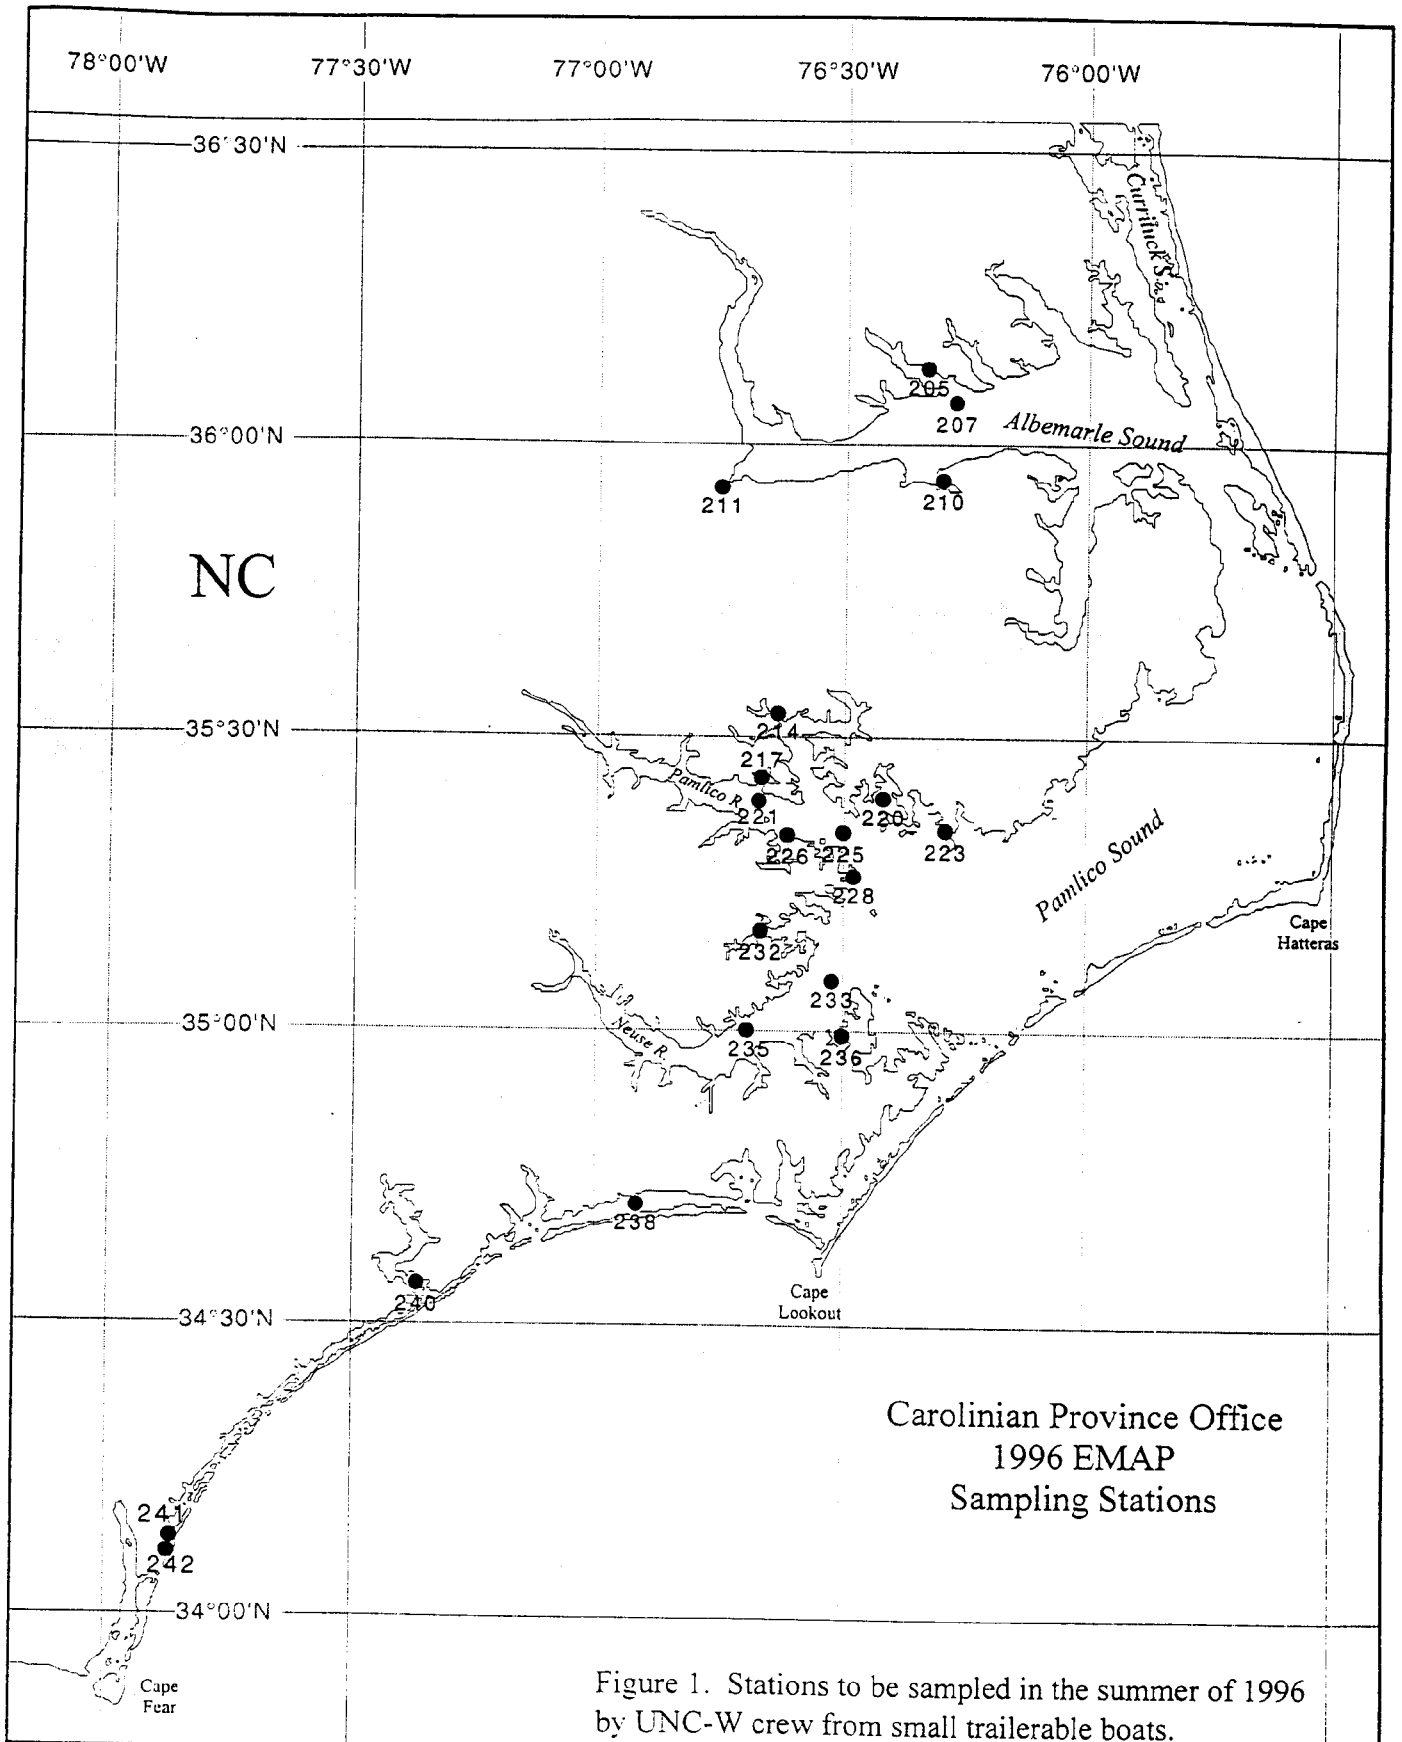 78°00'W 77°30'W 77°00'W 76°30'W 76°00'W
36°30'N
Currituck S.
205
207
Albemarle Sound
36°00'N
211
210
NC
35°30'N
214
217
Pamlico R.
221
220
226
225
223
228
Pamlico Sound
Cape
Hatteras
232
233
35°00'N
Neuse R.
235
236
238
240
Cape
Lookout
34°30'N
Carolinian Province Office
1996 EMAP
Sampling Stations
241
242
34°00'N
Cape
Fear
Figure 1. Stations to be sampled in the summer of 1996
by UNC-W crew from small trailerable boats.